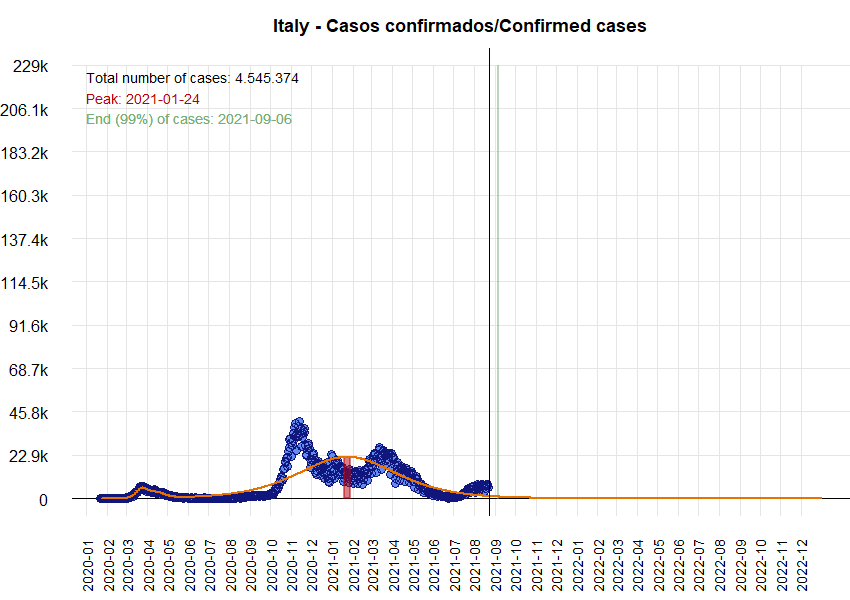 Italy - Casos confirmados/Confirmed cases
229k
Total number of cases: 4.545.374
Peak: 2021-01-24
206.1k
End (99%) of cases: 2021-09-06
183.2k
160.3k
137.4k
114.5k
91.6k
68.7k
45.8k
22.9k
0
2020-01
2020-02
2020-03
2020-04
2020-05
2020-06
2020-07
2020-08
2020-09
2020-10
2020-11
2020-12
2021-01
2021-02
2021-03
2021-04
2021-05
2021-06
2021-07
2021-08
2021-09
2021-10
2021-11
2021-12
2022-01
2022-02
2022-03
2022-04
2022-05
2022-06
2022-07
2022-08
2022-09
2022-10
2022-11
2022-12